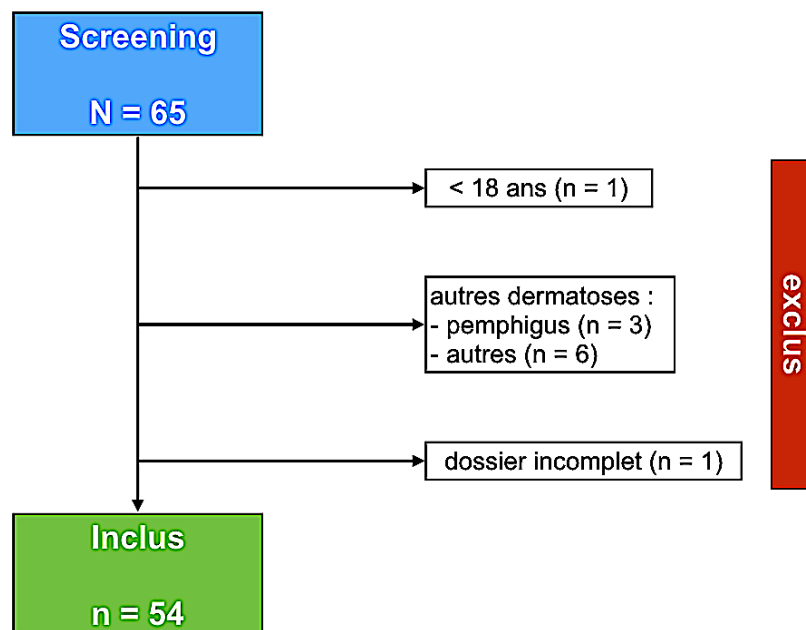 Screening
N = 65
< 18 ans (n = 1)
autres dermatoses :
- pemphigus (n = 3)
- autres (n = 6)
exclus
dossier incomplet (n = 1)
Inclus
n = 54